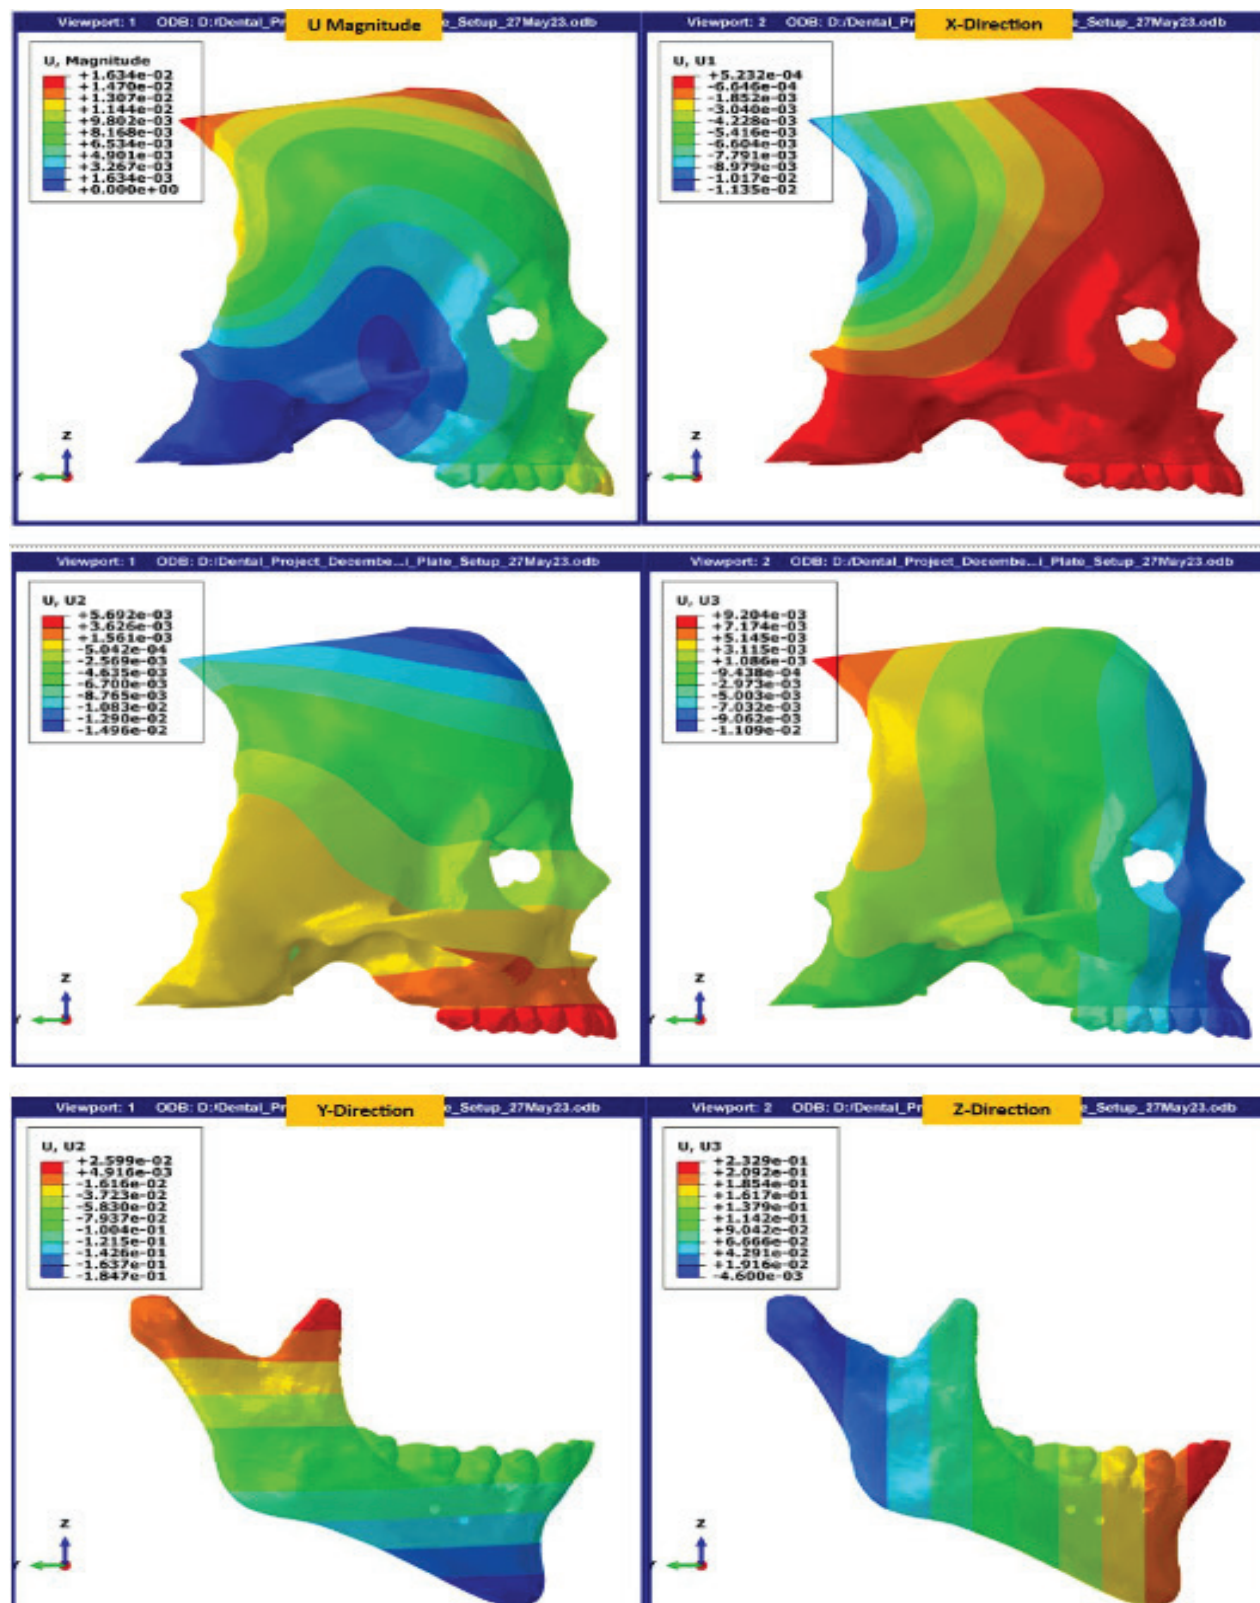 Viewport: 1 ODB: D:/Dental_Pr U Magnitude _Setup_27May23.odb
U, Magnitude
+1.634e-02
+1.470e-02
+1.307e-02
+1.144e-02
+9.802e-03
+8.168e-03
+6.534e-03
+4.901e-03
+3.267e-03
+1.634e-03
+0.000e+00
Z
Viewport: 2 ODB: D:/Dental_Pr X-Direction _Setup_27May23.odb
U, U1
+5.232e-04
-6.646e-04
-1.852e-03
-3.040e-03
-4.228e-03
-5.416e-03
-6.604e-03
-7.791e-03
-8.979e-03
-1.017e-02
-1.135e-02
Z
Viewport: 1 ODB: D:/Dental_Project_Decembe...i_Plate_Setup_27May23.odb
U, U2
+5.692e-03
+3.626e-03
+1.561e-03
-5.042e-04
-2.569e-03
-4.635e-03
-6.700e-03
-8.765e-03
-1.083e-02
-1.290e-02
-1.496e-02
Z
Viewport: 2 ODB: D:/Dental_Project_Decembe...i_Plate_Setup_27May23.odb
U, U3
+9.204e-03
+7.174e-03
+5.145e-03
+3.115e-03
+1.086e-03
-9.438e-04
-2.973e-03
-5.003e-03
-7.032e-03
-9.062e-03
-1.109e-02
Z
Viewport: 1 ODB: D:/Dental_Pr Y-Direction _Setup_27May23.odb
U, U2
+2.599e-02
+4.916e-03
-1.616e-02
-3.723e-02
-5.830e-02
-7.937e-02
-1.004e-01
-1.215e-01
-1.426e-01
-1.637e-01
-1.847e-01
Z
Viewport: 2 ODB: D:/Dental_Pr Z-Direction _Setup_27May23.odb
U, U3
+2.329e-01
+2.092e-01
+1.854e-01
+1.617e-01
+1.379e-01
+1.142e-01
+9.042e-02
+6.666e-02
+4.291e-02
+1.916e-02
-4.600e-03
Z